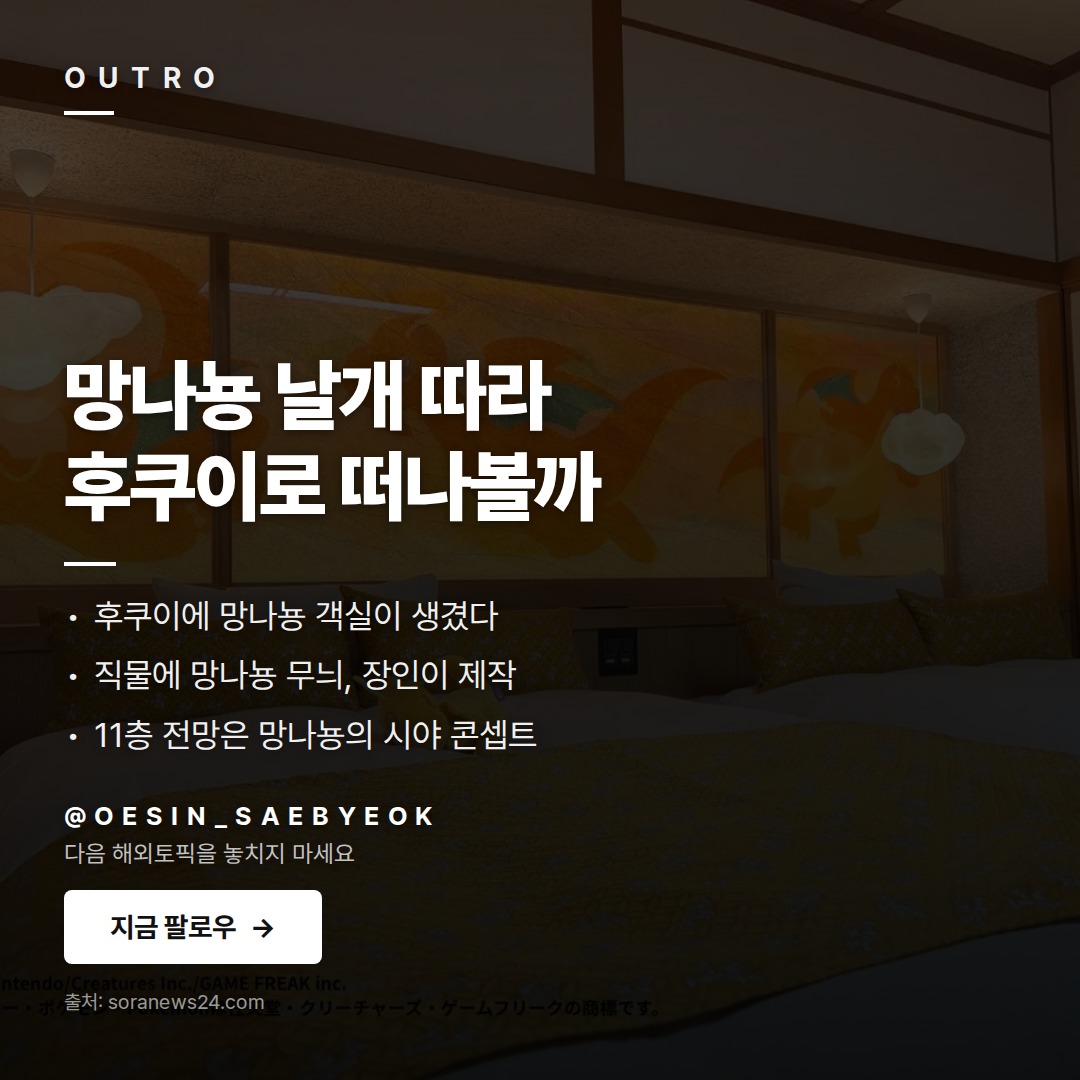 OUTRO
망나뇽 날개 따라
후쿠이로 떠나볼까
• 후쿠이에 망나뇽 객실이 생겼다
• 직물에 망나뇽 무늬, 장인이 제작
• 11층 전망은 망나뇽의 시야 콘셉트
@OESIN_SAEBYEOK
다음 해외토픽을 놓치지 마세요
지금 팔로우 →
ntendo/Creatures Inc./GAME FREAK inc.
출처: soranews24.com
・クリーチャーズ・ゲームフリークの商標です。